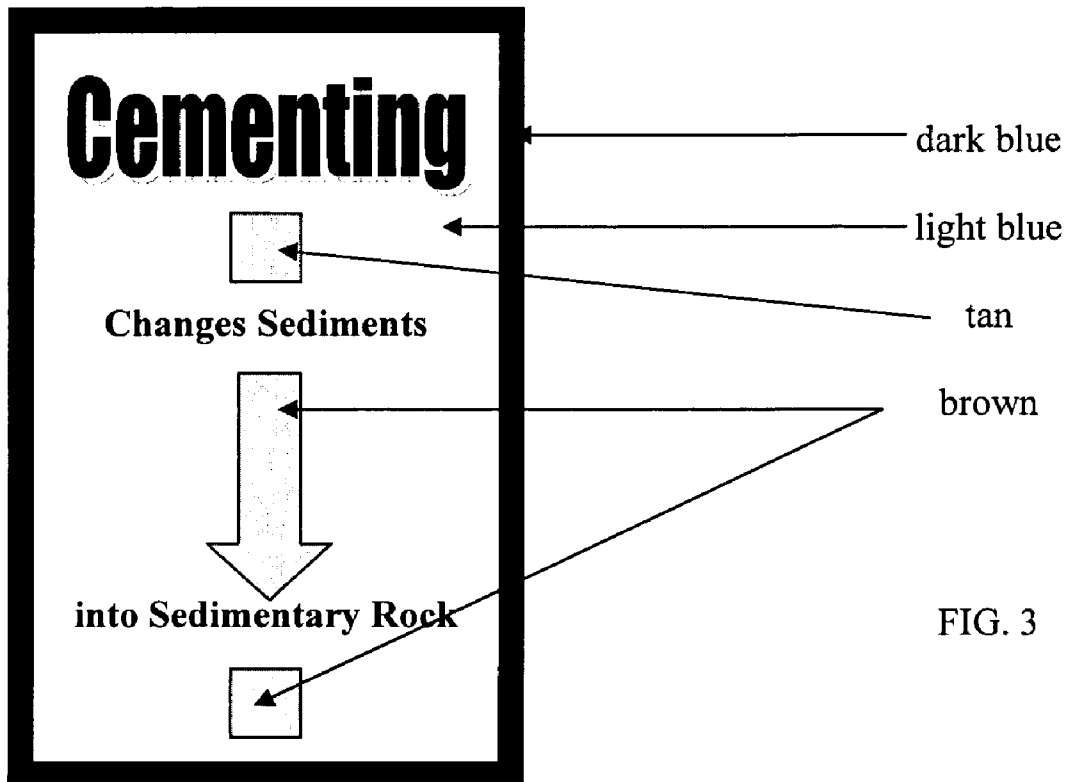 Cementing
dark blue
light blue
tan
Changes Sediments
brown
into Sedimentary Rock
FIG. 3